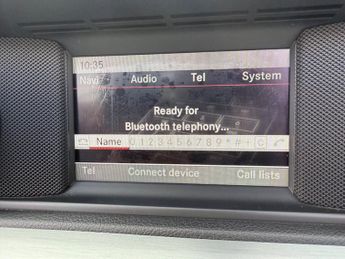 10:35
Navi Audio Tel System
Ready for
Bluetooth telephony...
Name 0 1 2 3 4 5 6 7 8 9 * # + C
Tel Connect device Call lists